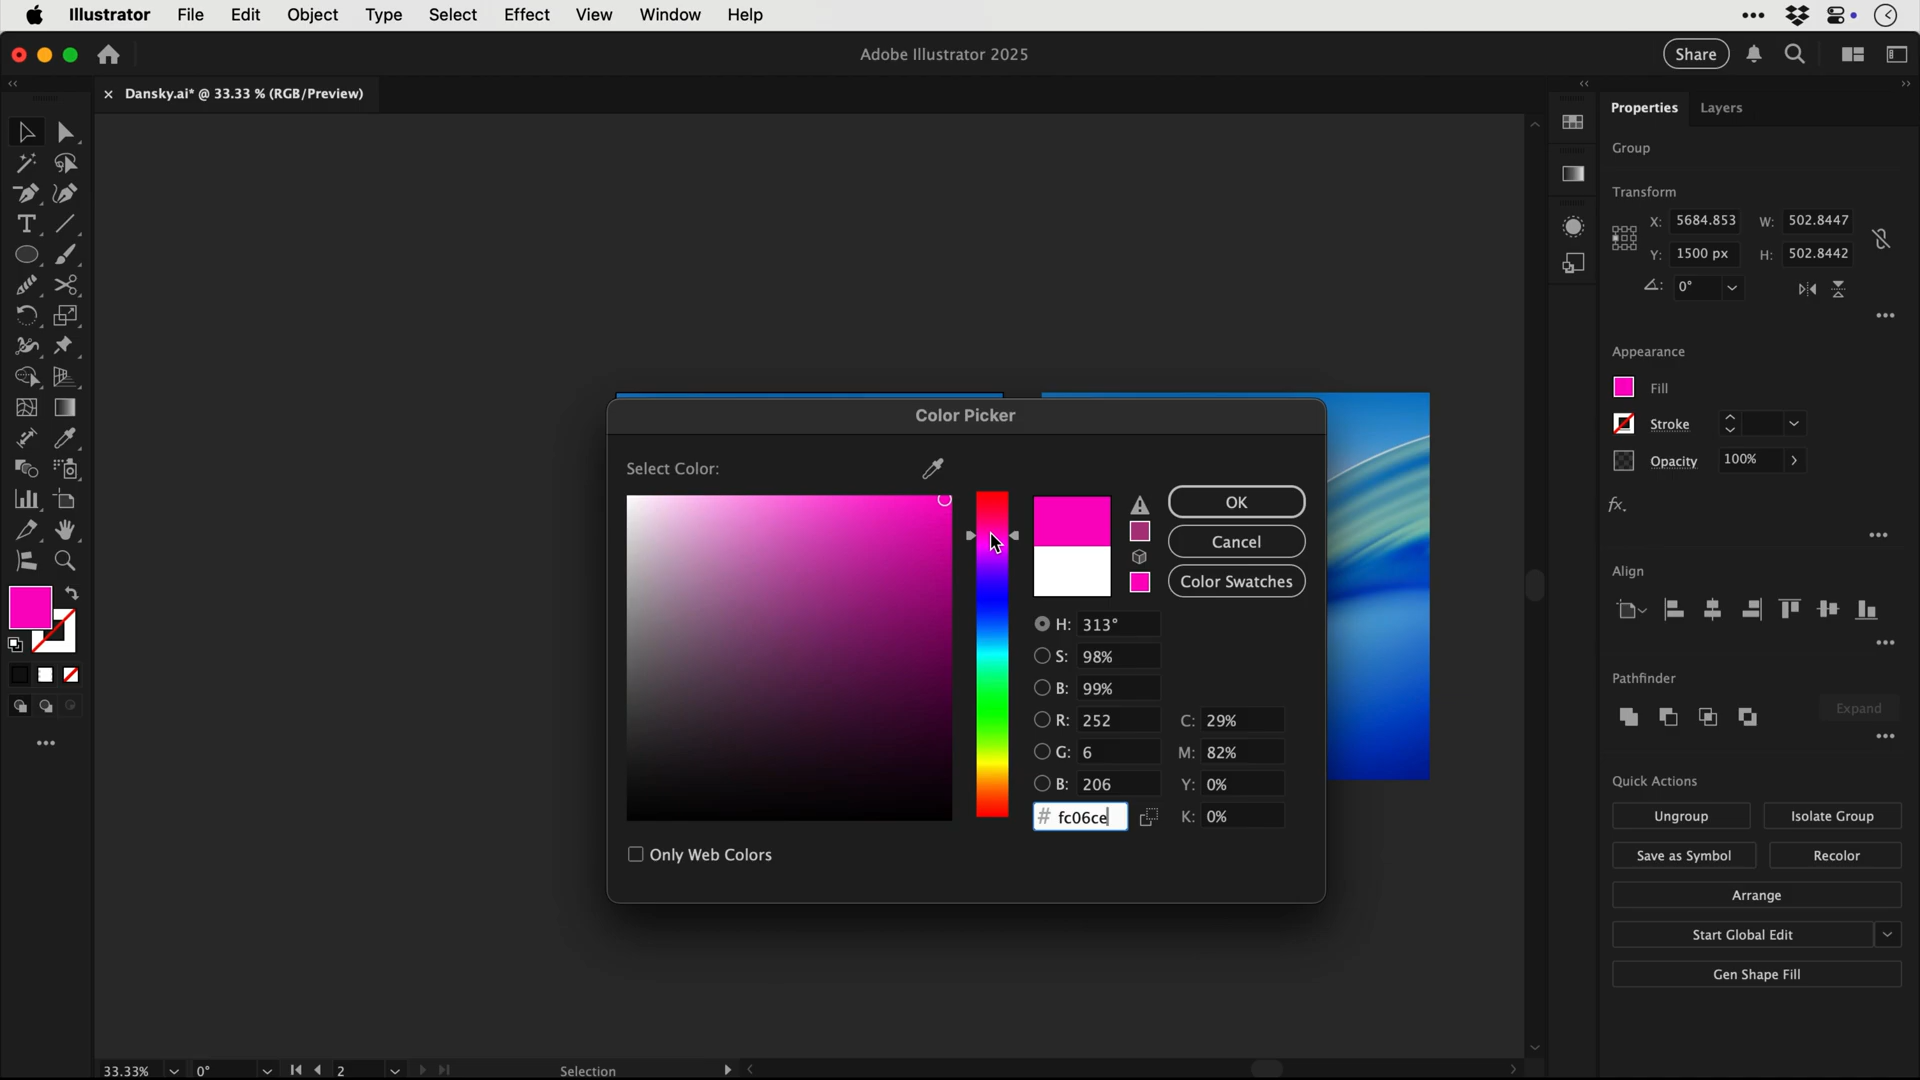 Illustrator File Edit Object Type Select Effect View Window Help
Adobe Illustrator 2025
Share
Dansky.ai* @ 33.33 % (RGB/Preview)
Properties Layers
Group
Transform
X: 5684.853 W: 502.8447
Y: 1500 px H: 502.8442
0°
Appearance
Fill
Stroke
Opacity 100%
fx.
Align
Pathfinder
Expand
Quick Actions
Ungroup Isolate Group
Save as Symbol Recolor
Arrange
Start Global Edit
Gen Shape Fill
Color Picker
Select Color:
OK
Cancel
Color Swatches
H: 313°
S: 98%
B: 99%
R: 252 C: 29%
G: 6 M: 82%
B: 206 Y: 0%
# fc06ce K: 0%
Only Web Colors
33.33% 0° 2 Selection